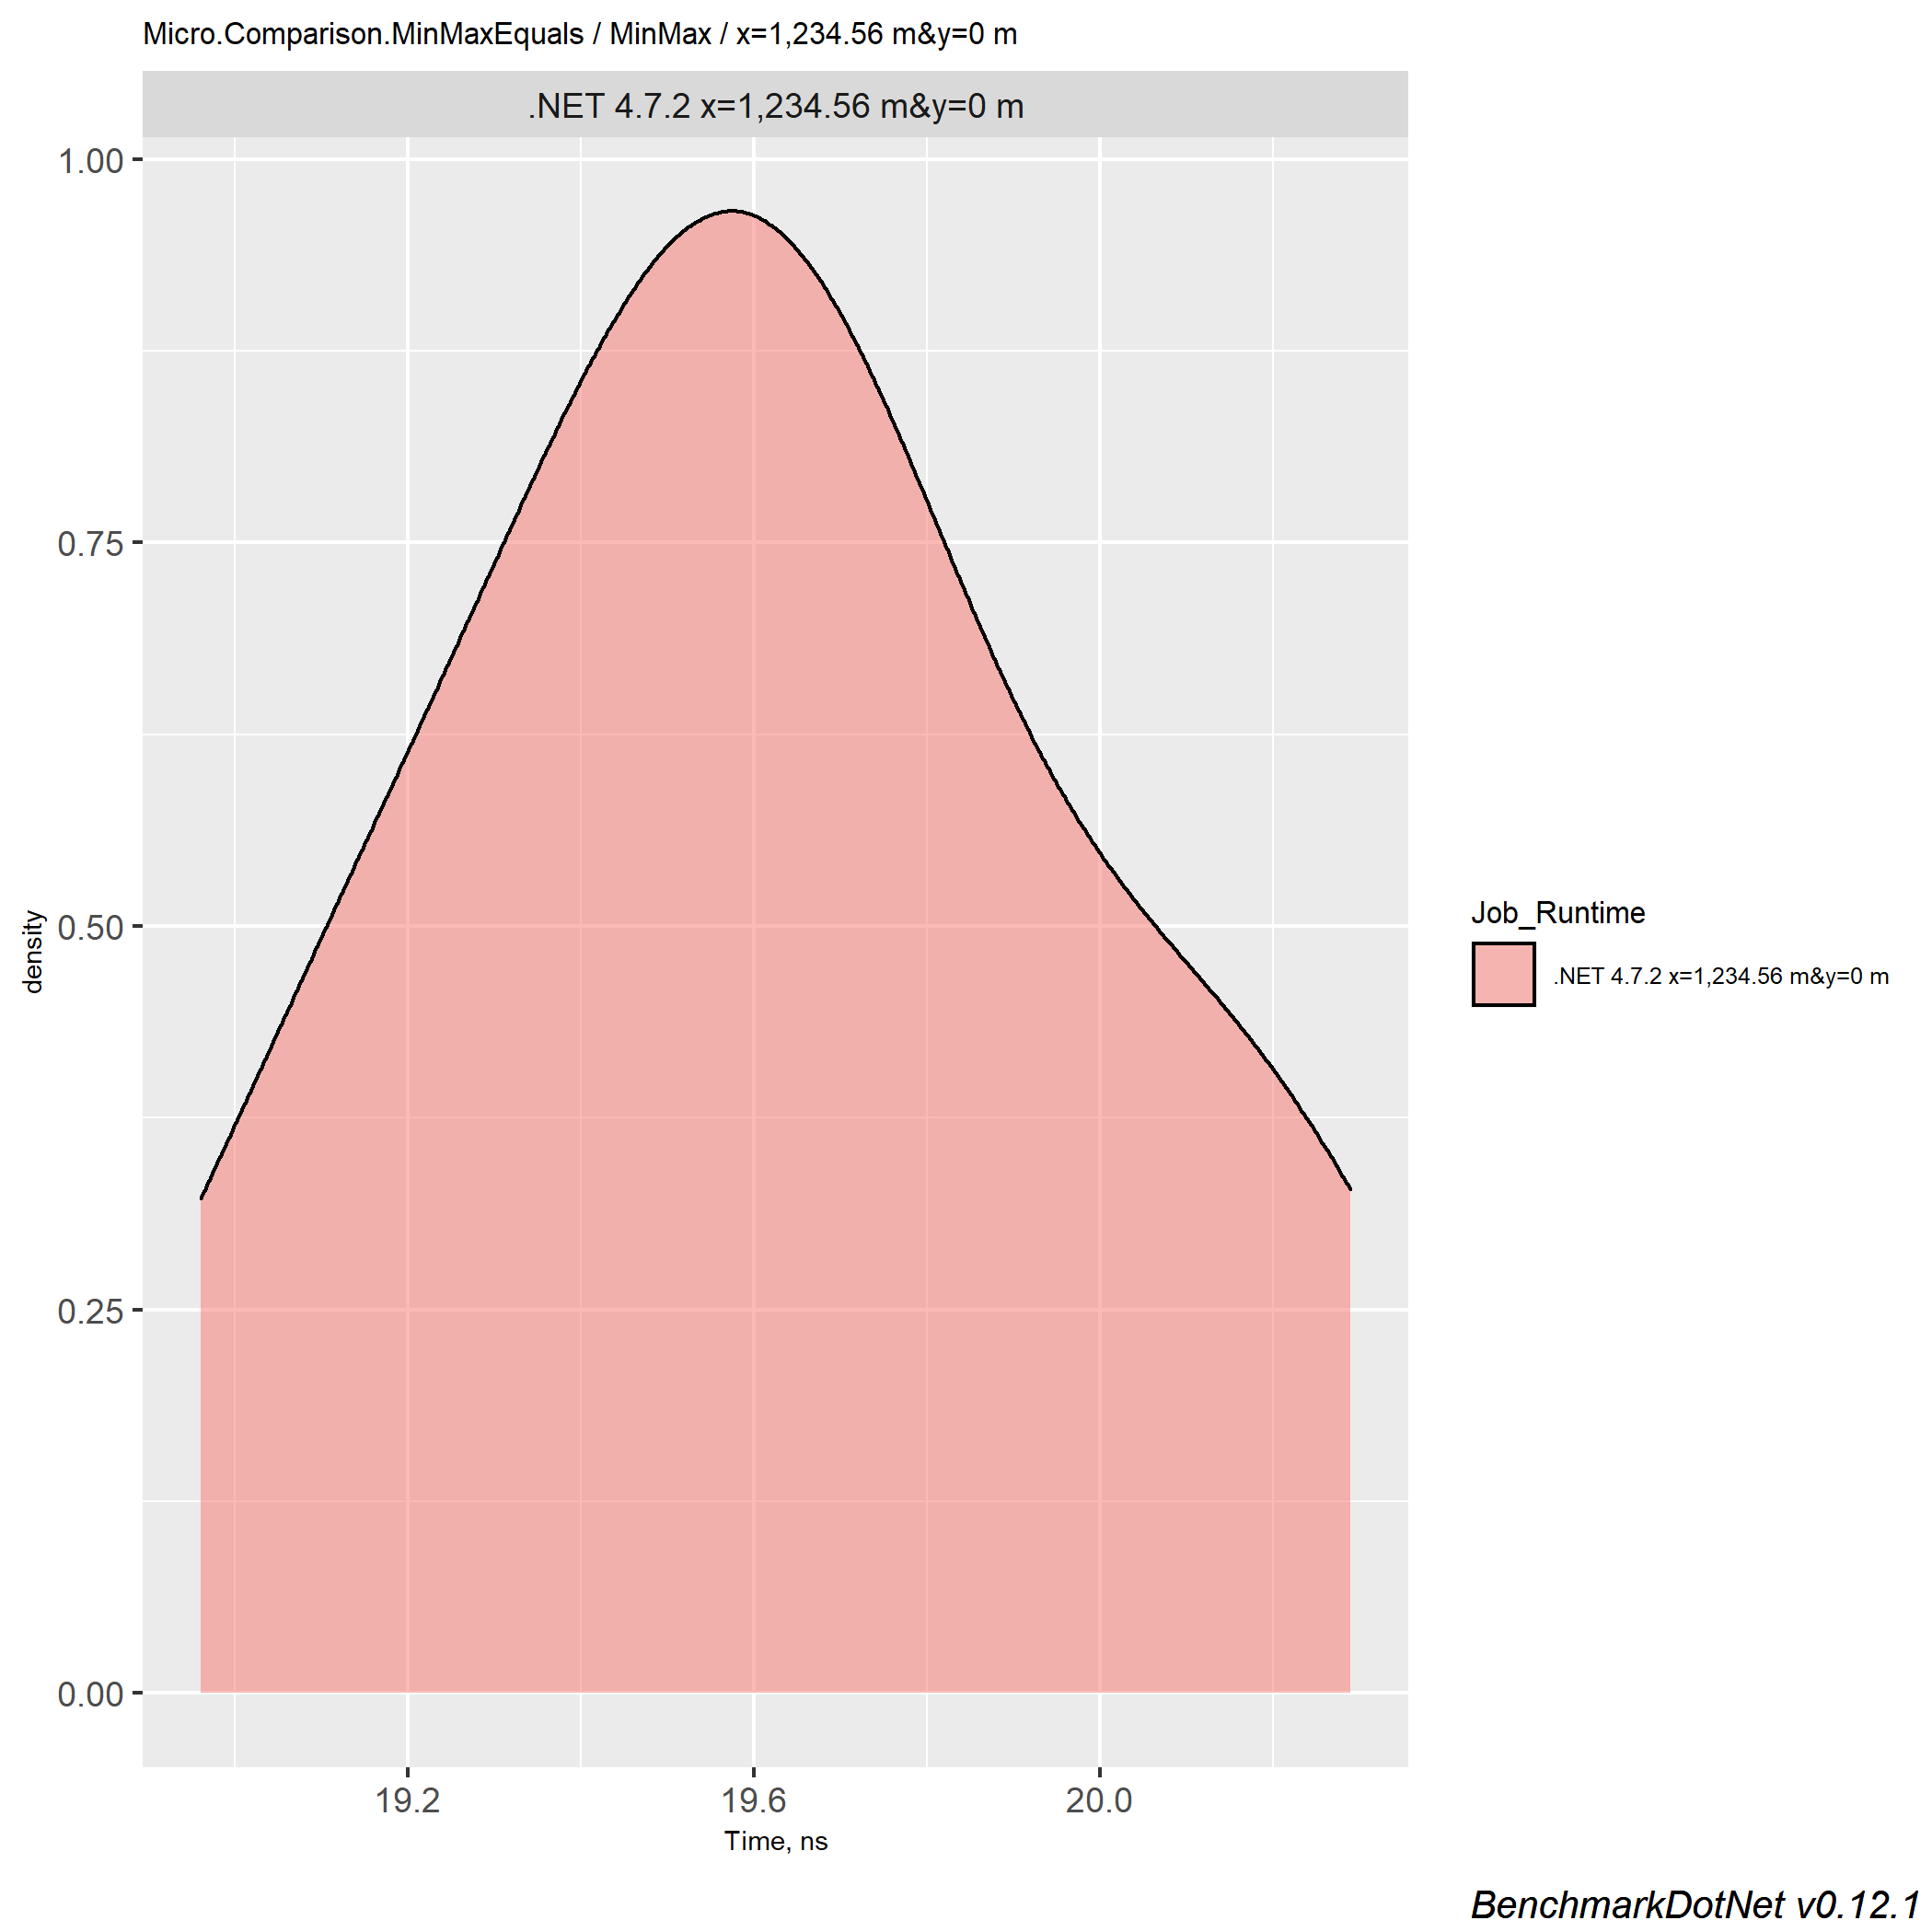 Micro.Comparison.MinMaxEquals / MinMax / x=1,234.56 m&y=0 m
.NET 4.7.2 x=1,234.56 m&y=0 m
1.00
0.75
0.50
0.25
0.00
density
19.2
19.6
20.0
Time, ns
Job_Runtime
.NET 4.7.2 x=1,234.56 m&y=0 m
BenchmarkDotNet v0.12.1